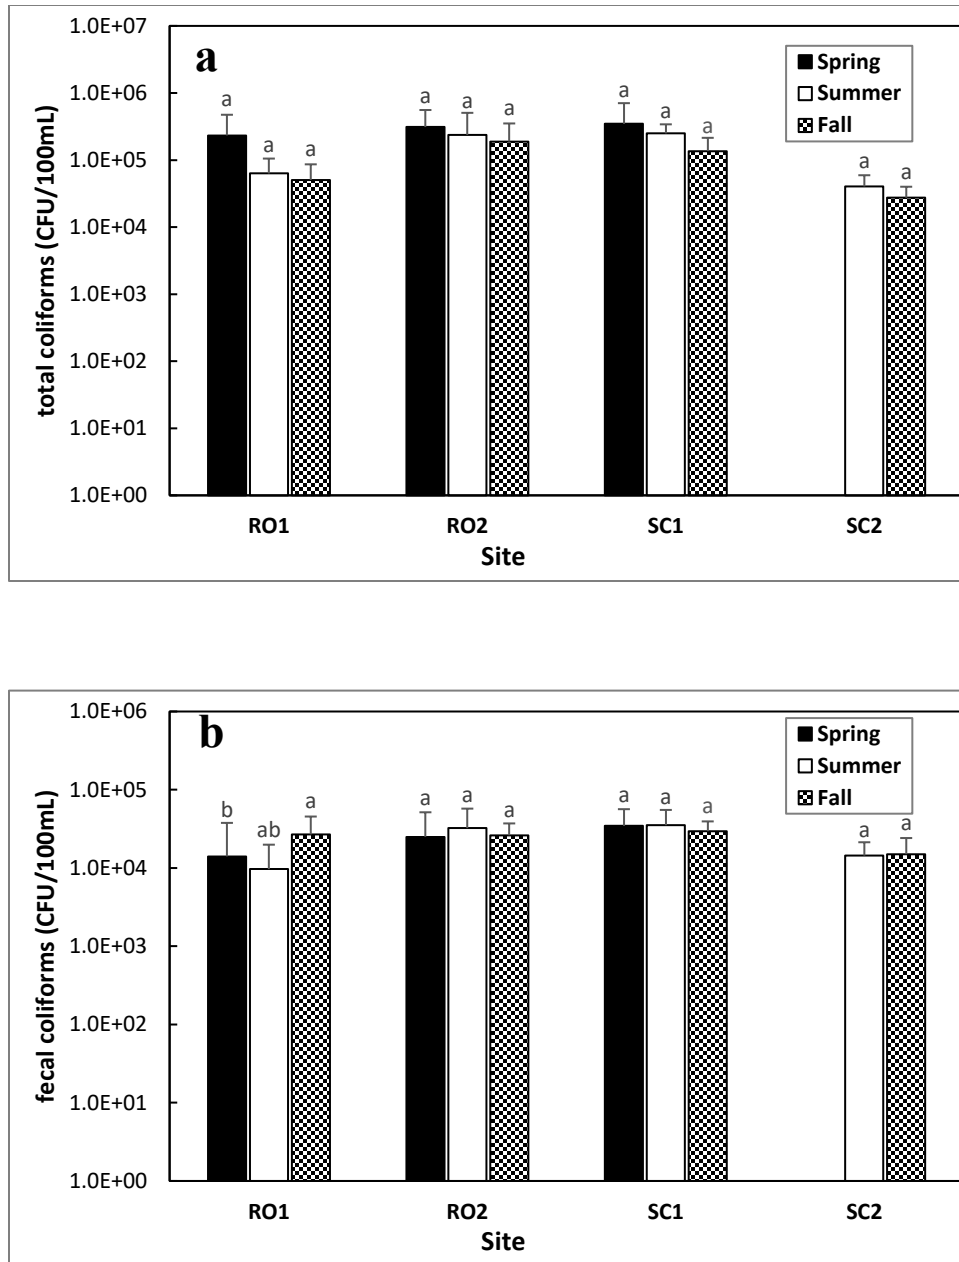 a
1.0E+07
1.0E+06
1.0E+05
1.0E+04
1.0E+03
1.0E+02
1.0E+01
1.0E+00
total coliforms (CFU/100mL)
Spring
Summer
Fall
a a a a a a a a a a a
RO1 RO2 SC1 SC2
Site
b
1.0E+06
1.0E+05
1.0E+04
1.0E+03
1.0E+02
1.0E+01
1.0E+00
fecal coliforms (CFU/100mL)
Spring
Summer
Fall
b ab a a a a a a a a a
RO1 RO2 SC1 SC2
Site